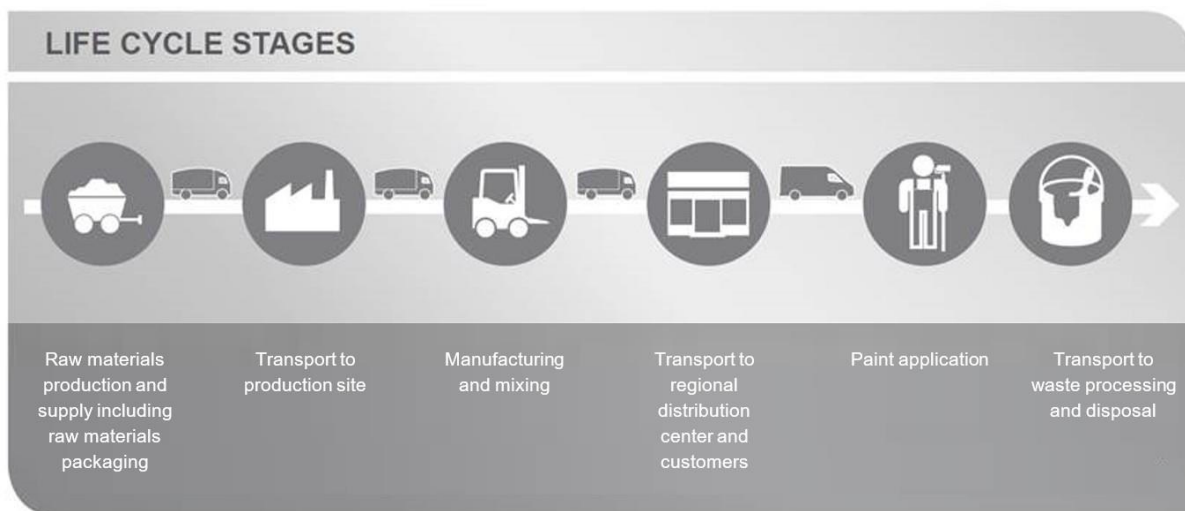 LIFE CYCLE STAGES
Raw materials
production and
supply including
raw materials
packaging
Transport to
production site
Manufacturing
and mixing
Transport to
regional
distribution
center and
customers
Paint application
Transport to
waste processing
and disposal